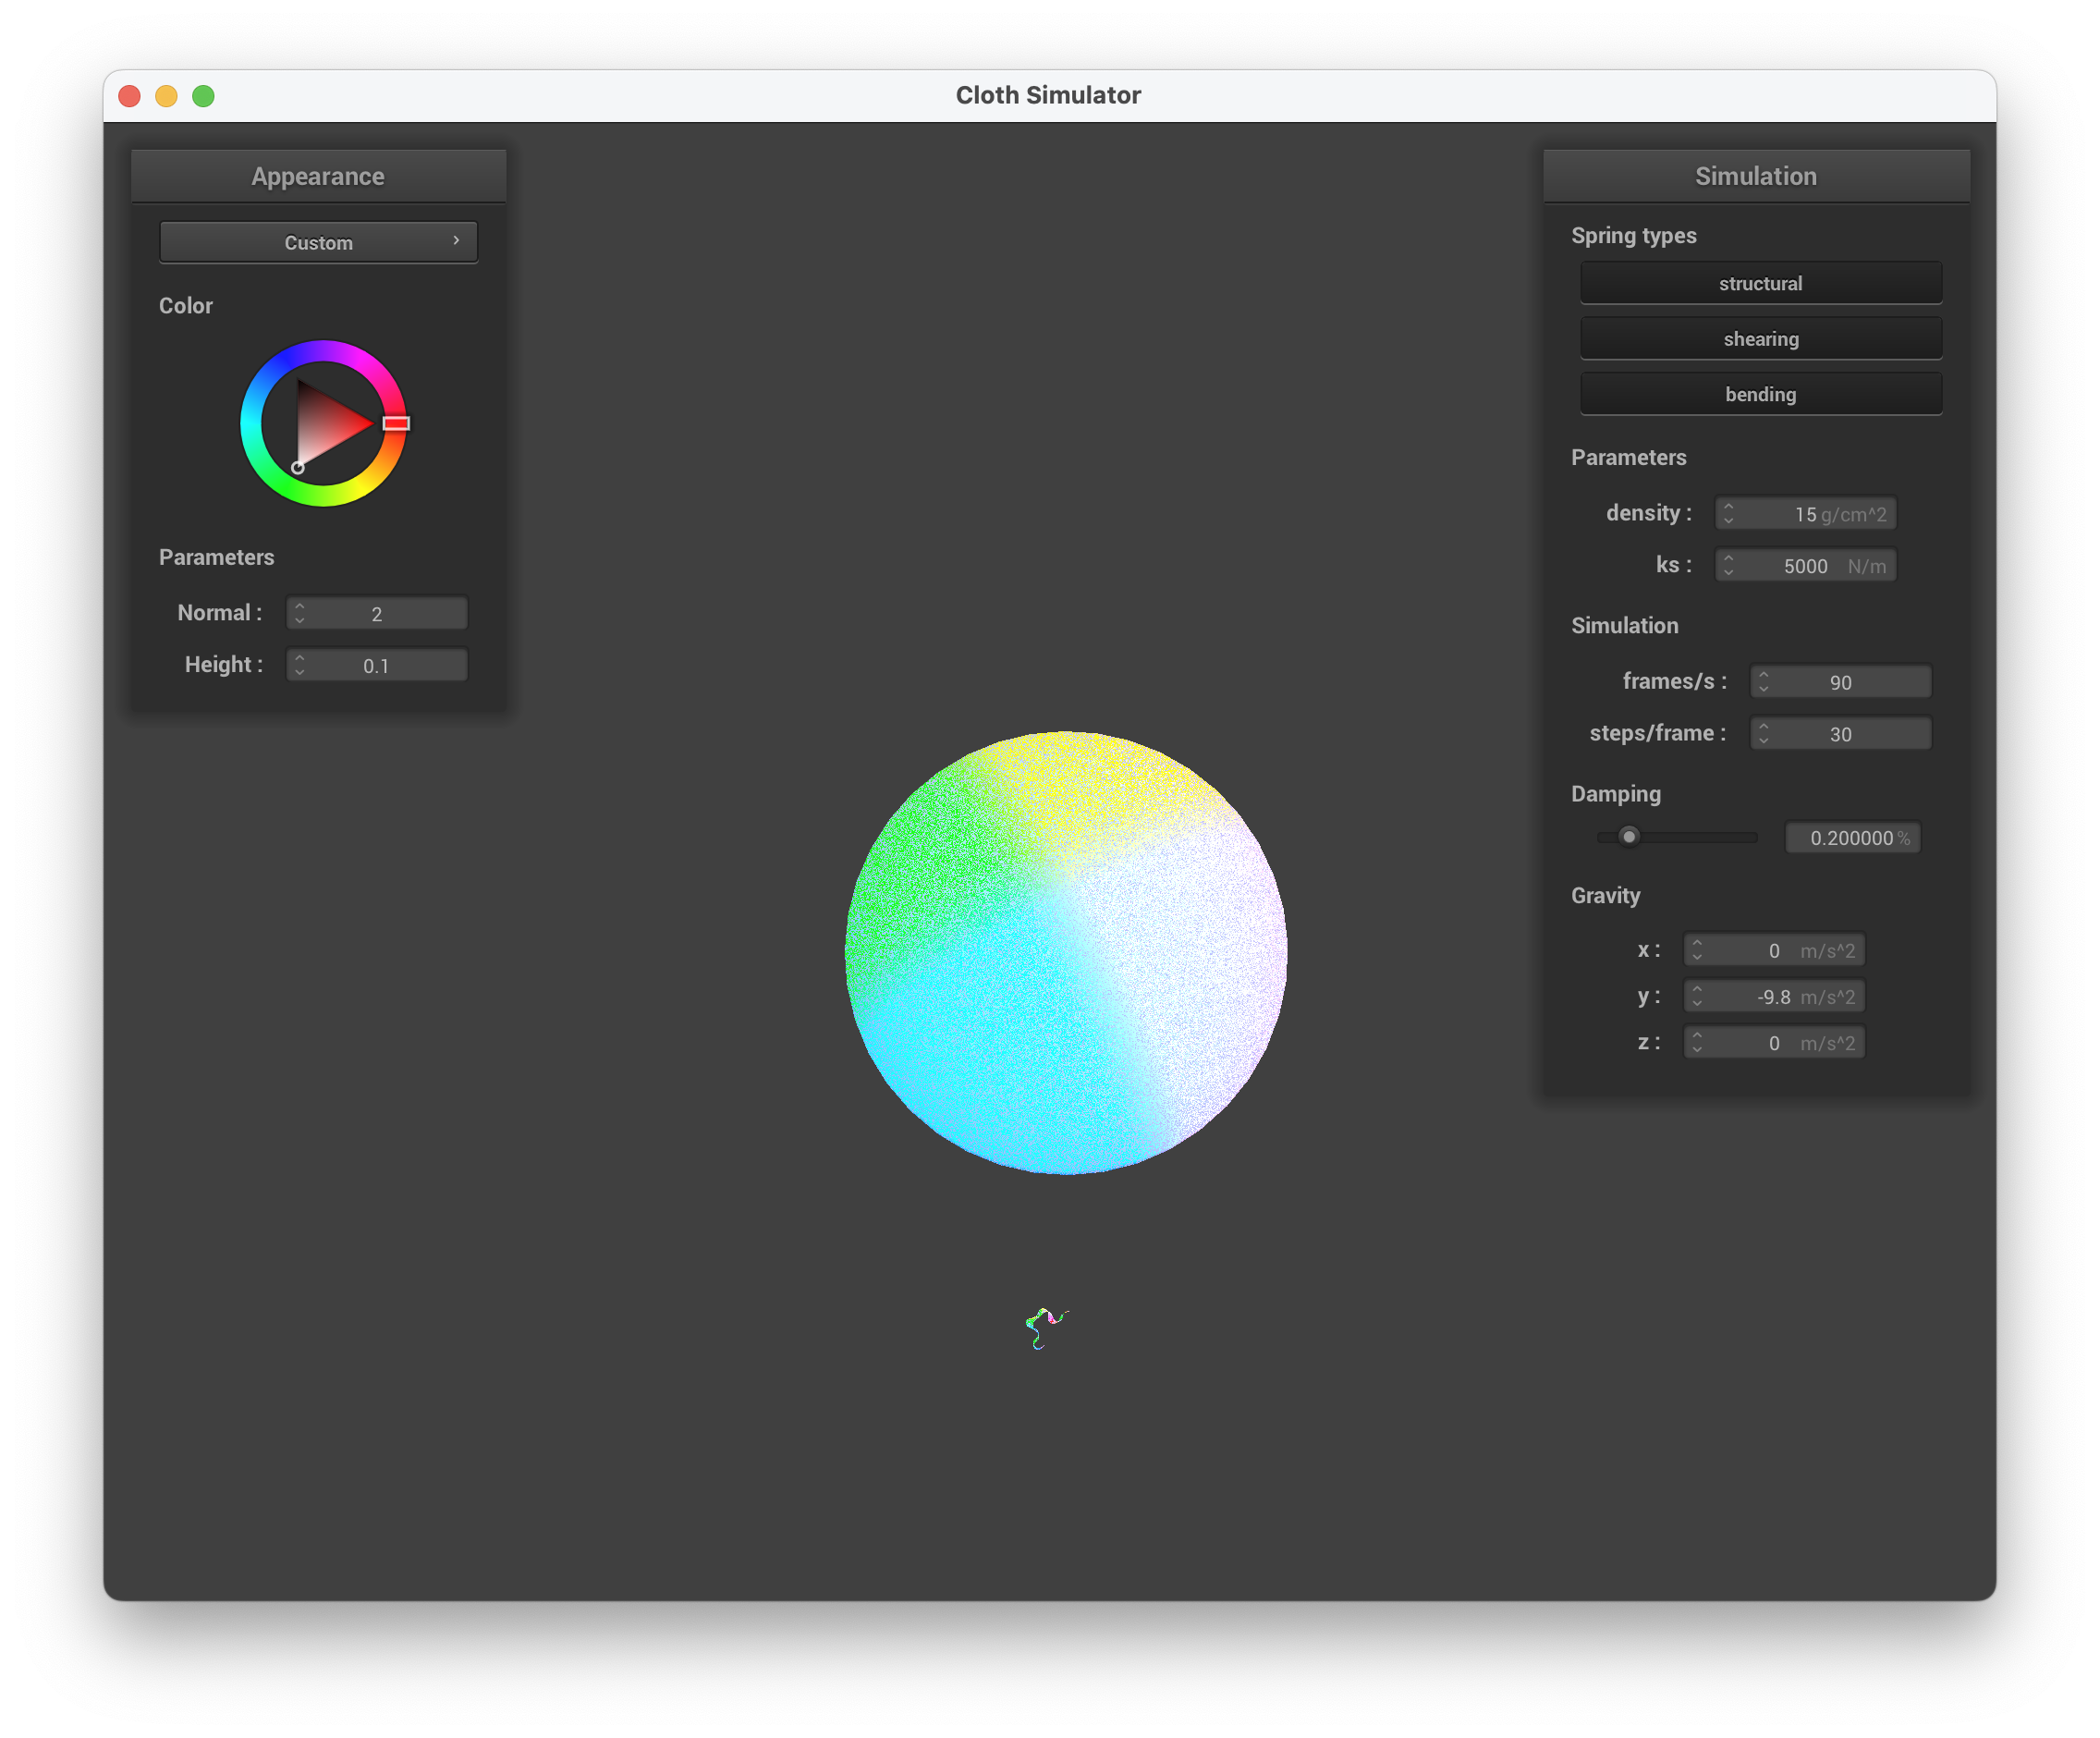 Cloth Simulator
Appearance
Custom
Color
Parameters
Normal : 2
Height : 0.1
Simulation
Spring types
structural
shearing
bending
Parameters
density : 15 g/cm^2
ks : 5000 N/m
Simulation
frames/s : 90
steps/frame : 30
Damping
0.200000 %
Gravity
x : 0 m/s^2
y : -9.8 m/s^2
z : 0 m/s^2